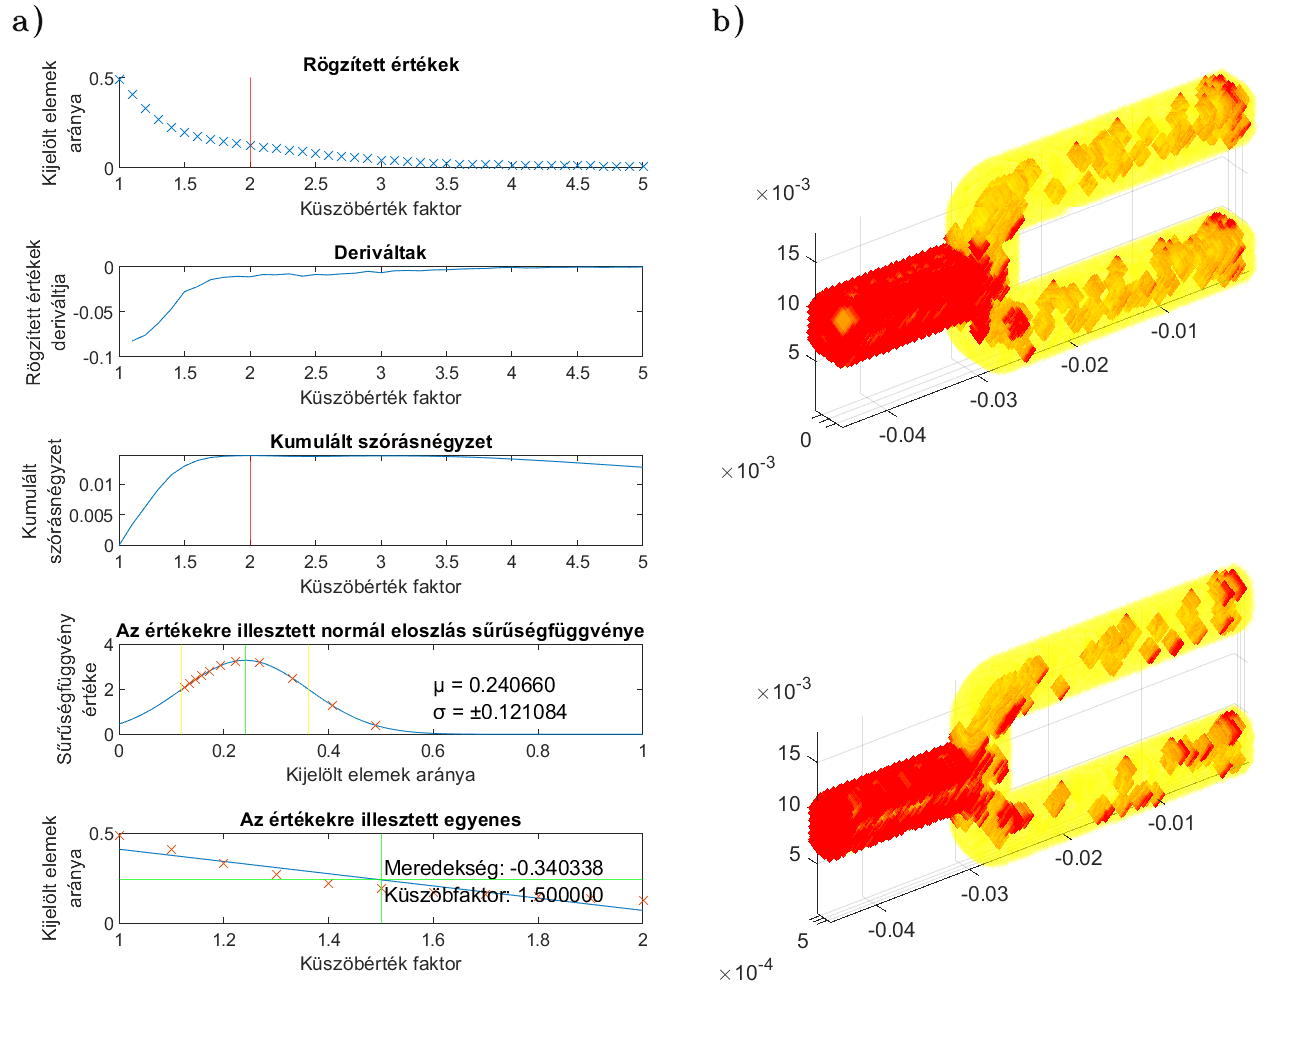 a)
Rögzített értékek
Kijelölt elemek
aránya
0.5
0
1 1.5 2 2.5 3 3.5 4 4.5 5
Küszöbérték faktor
Deriváltak
Rögzített értékek
deriváltja
0
-0.05
-0.1
1 1.5 2 2.5 3 3.5 4 4.5 5
Küszöbérték faktor
Kumulált szórásnégyzet
Kumulált
szórásnégyzet
0.01
0.005
0
1 1.5 2 2.5 3 3.5 4 4.5 5
Küszöbérték faktor
Az értékekre illesztett normál eloszlás sűrűségfüggvénye
Sűrűségfüggvény
értéke
4
2
0
μ = 0.240660
σ = ±0.121084
0 0.2 0.4 0.6 0.8 1
Kijelölt elemek aránya
Az értékekre illesztett egyenes
Kijelölt elemek
aránya
0.5
0
Meredekség: -0.340338
Küszöbfaktor: 1.500000
1 1.2 1.4 1.6 1.8 2
Küszöbérték faktor
b)
×10-3
15
10
5
0
-0.01
-0.02
-0.03
-0.04
×10-3
×10-3
15
10
5
5
-0.01
-0.02
-0.03
-0.04
×10-4